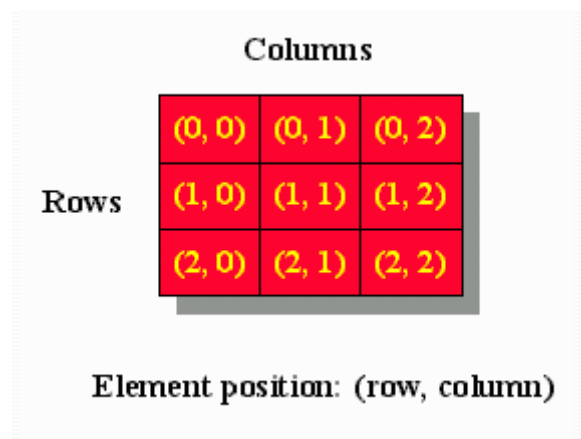 Columns
(0, 0) (0, 1) (0, 2)
Rows (1, 0) (1, 1) (1, 2)
(2, 0) (2, 1) (2, 2)
Element position: (row, column)